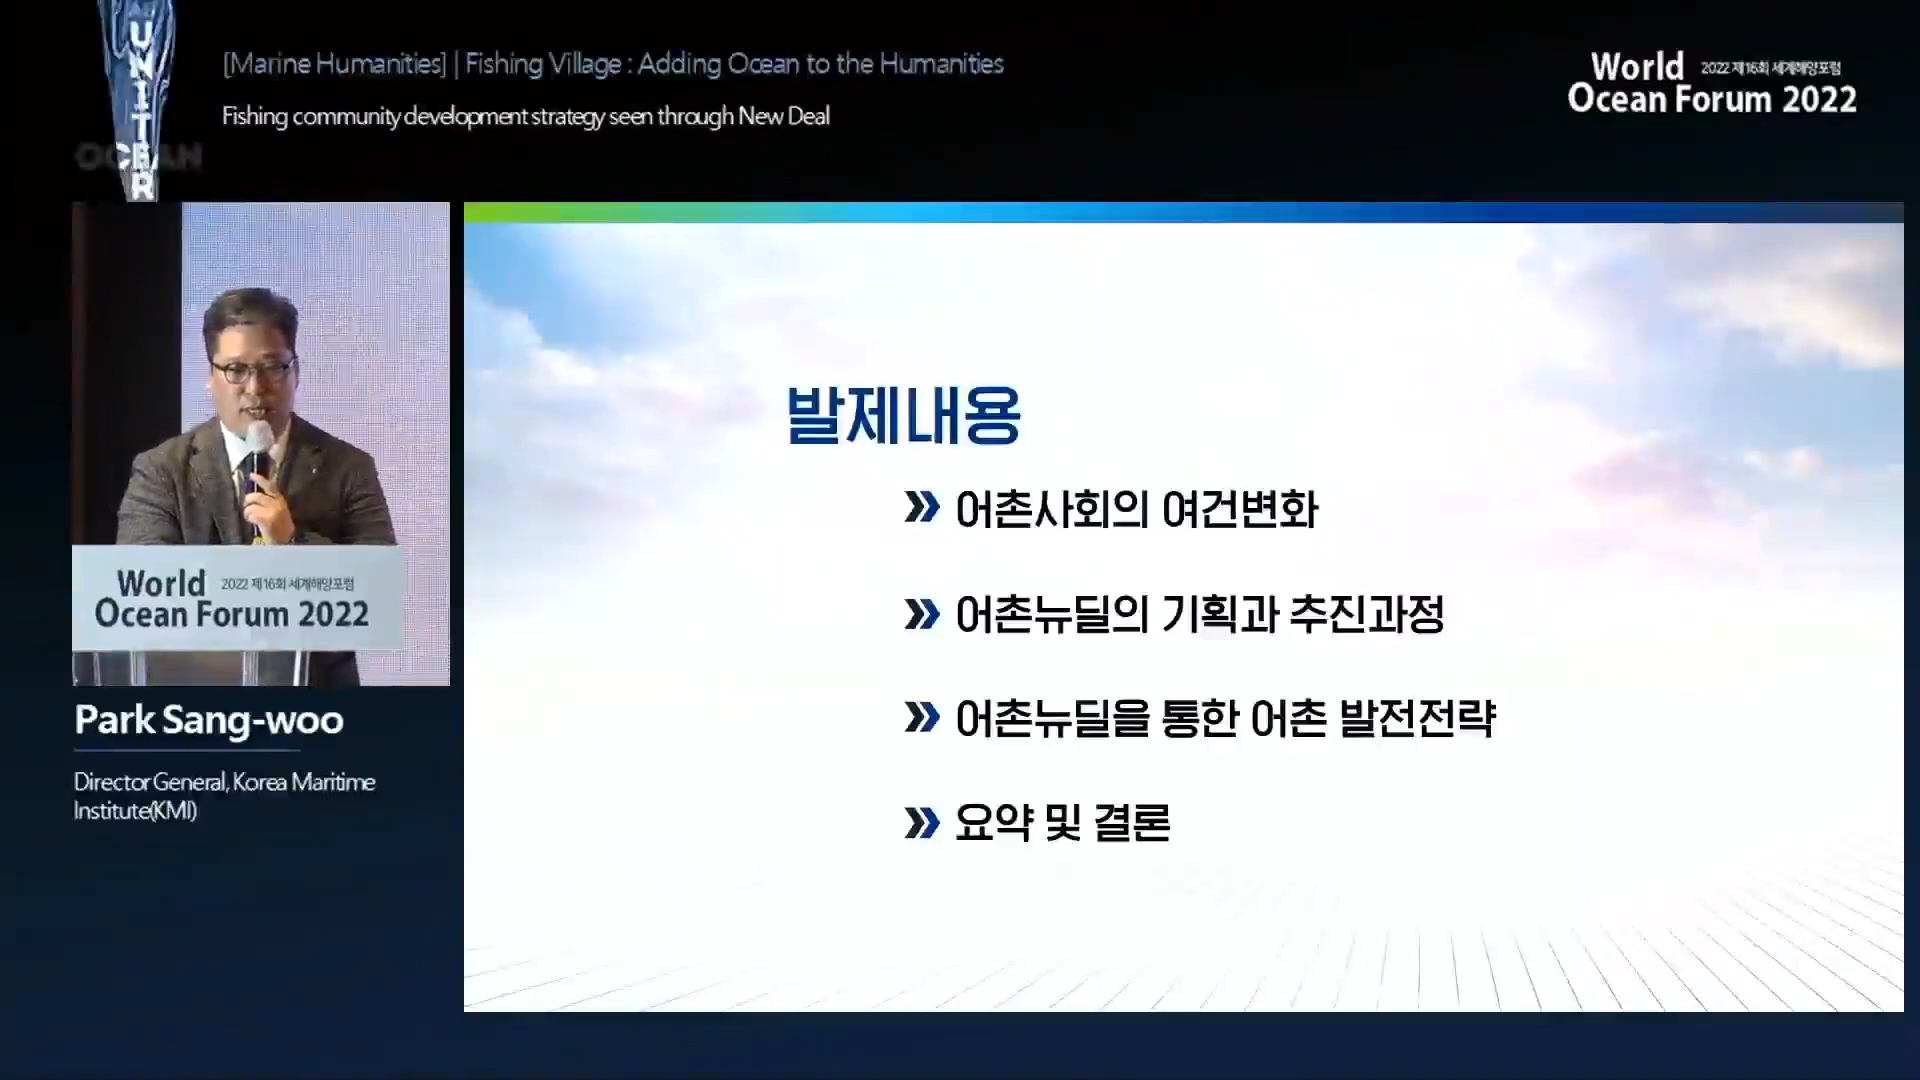 UNITER
OCEAN
[Marine Humanities] | Fishing Village : Adding Ocean to the Humanities
Fishing community development strategy seen through New Deal
World 2022 제16회 세계해양포럼
Ocean Forum 2022
World 2022 제16회 세계해양포럼
Ocean Forum 2022
Park Sang-woo
Director General, Korea Maritime
Institute(KMI)
발제내용
» 어촌사회의 여건변화
» 어촌뉴딜의 기획과 추진과정
» 어촌뉴딜을 통한 어촌 발전전략
» 요약 및 결론